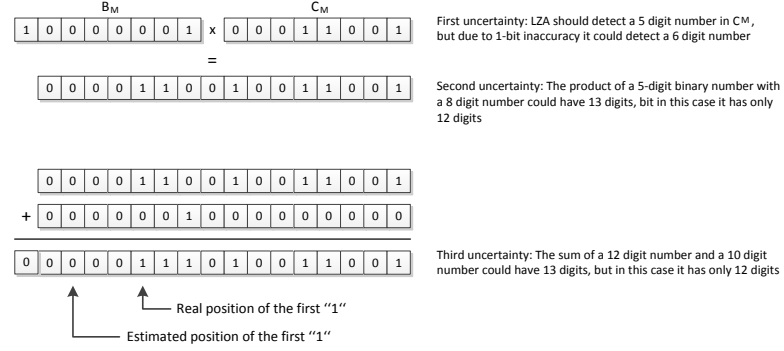 B M C M
1 0 0 0 0 0 0 1 x 0 0 0 1 1 0 0 1
First uncertainty: LZA should detect a 5 digit number in C M ,
but due to 1-bit inaccuracy it could detect a 6 digit number
=
0 0 0 0 1 1 0 0 1 0 0 1 1 0 0 1
Second uncertainty: The product of a 5-digit binary number with
a 8 digit number could have 13 digits, bit in this case it has only
12 digits
0 0 0 0 1 1 0 0 1 0 0 1 1 0 0 1
+ 0 0 0 0 0 0 1 0 0 0 0 0 0 0 0 0
0 0 0 0 0 1 1 1 0 1 0 0 1 1 0 0 1
Third uncertainty: The sum of a 12 digit number and a 10 digit
number could have 13 digits, but in this case it has only 12 digits
Real position of the first ‘‘1‘‘
Estimated position of the first ‘‘1‘‘